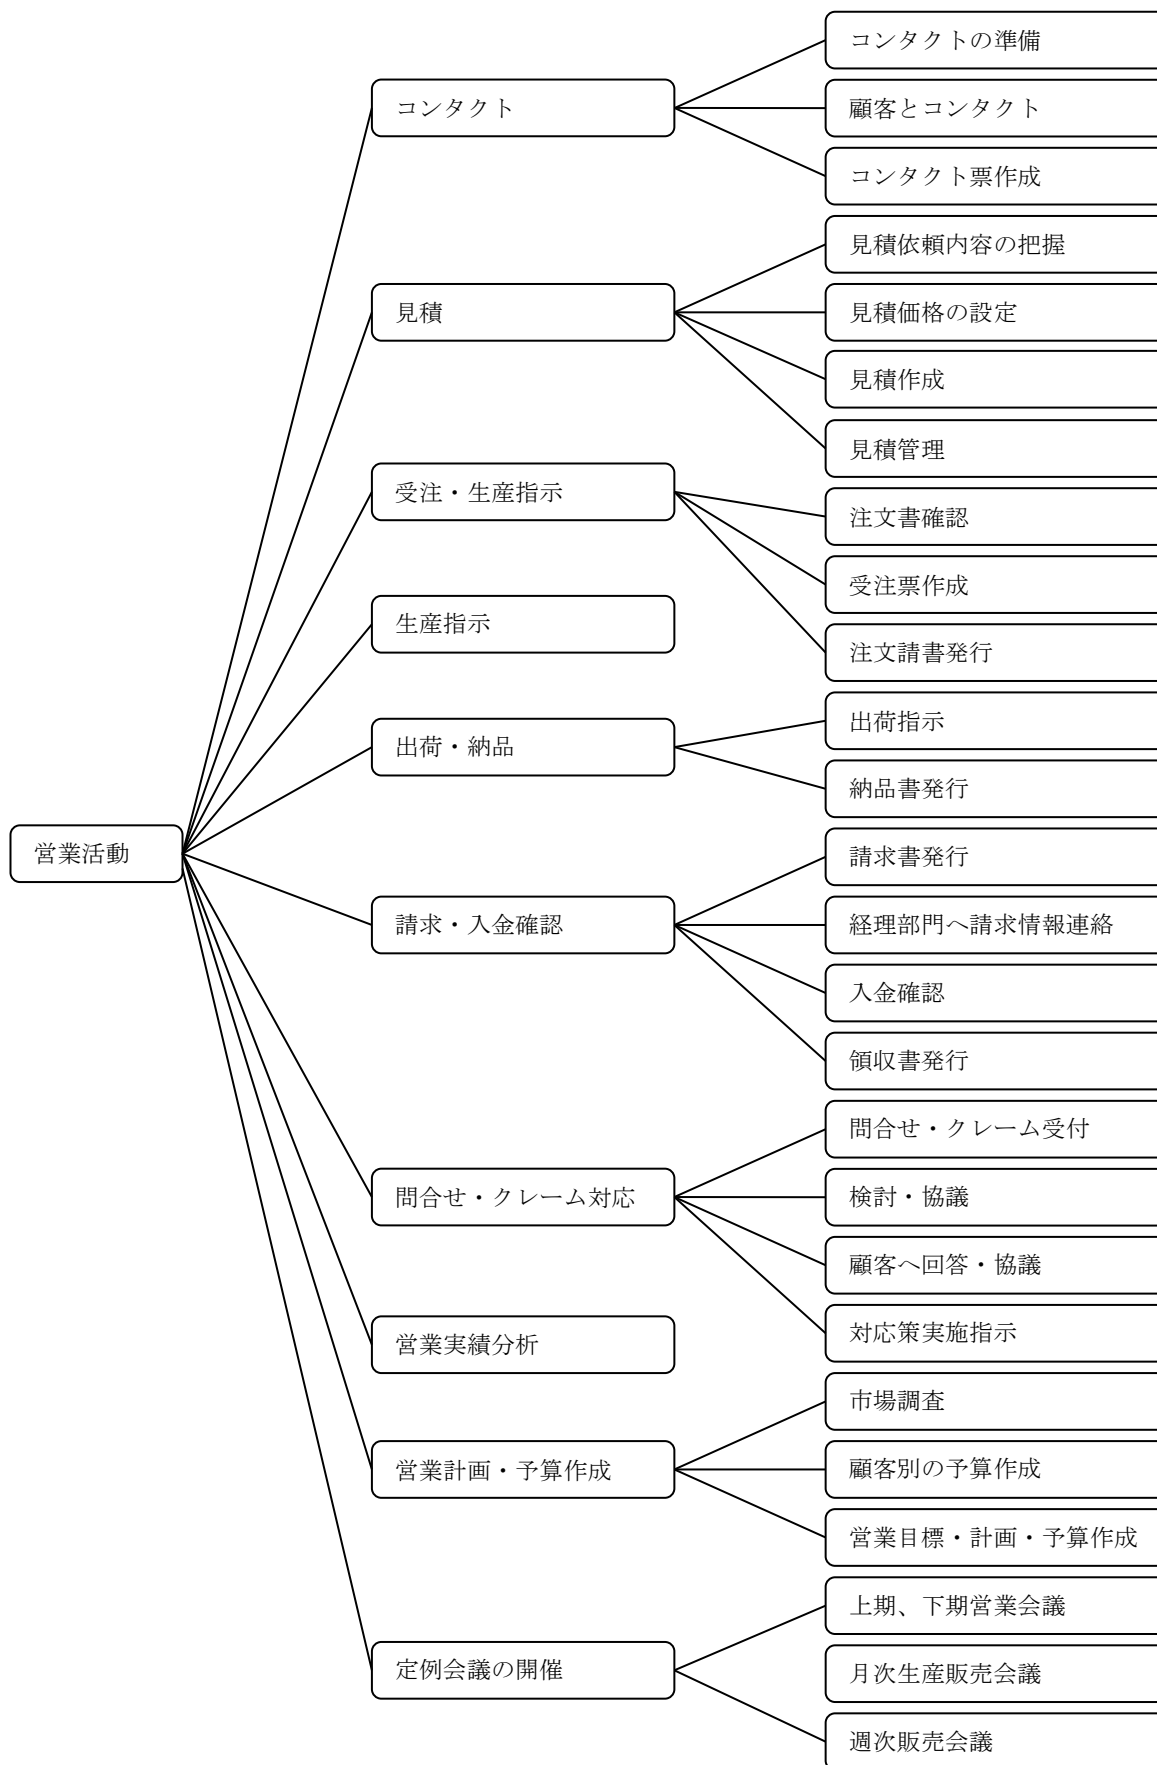 営業活動
コンタクト
コンタクトの準備
顧客とコンタクト
コンタクト票作成
見積
見積依頼内容の把握
見積価格の設定
見積作成
見積管理
受注・生産指示
注文書確認
受注票作成
注文請書発行
生産指示
出荷・納品
出荷指示
納品書発行
請求・入金確認
請求書発行
経理部門へ請求情報連絡
入金確認
領収書発行
問合せ・クレーム対応
問合せ・クレーム受付
検討・協議
顧客へ回答・協議
対応策実施指示
営業実績分析
営業計画・予算作成
市場調査
顧客別の予算作成
営業目標・計画・予算作成
定例会議の開催
上期、下期営業会議
月次生産販売会議
週次販売会議